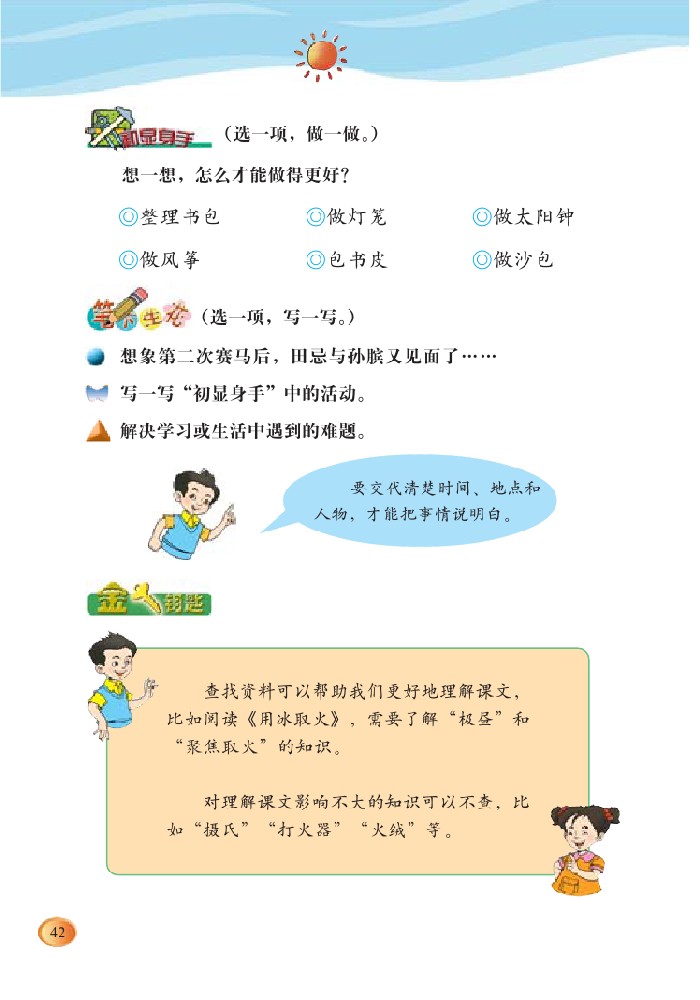 初显身手 （选一项，做一做。）
想一想，怎么才能做得更好？
◎整理书包 ◎做灯笼 ◎做太阳钟
◎做风筝 ◎包书皮 ◎做沙包
笔下生花 （选一项，写一写。）
想象第二次赛马后，田忌与孙膑又见面了……
写一写“初显身手”中的活动。
解决学习或生活中遇到的难题。
要交代清楚时间、地点和
人物，才能把事情说明白。
金钥匙
查找资料可以帮助我们更好地理解课文，
比如阅读《用冰取火》，需要了解“极昼”和
“聚焦取火”的知识。
对理解课文影响不大的知识可以不查，比
如“摄氏”“打火器”“火绒”等。
42